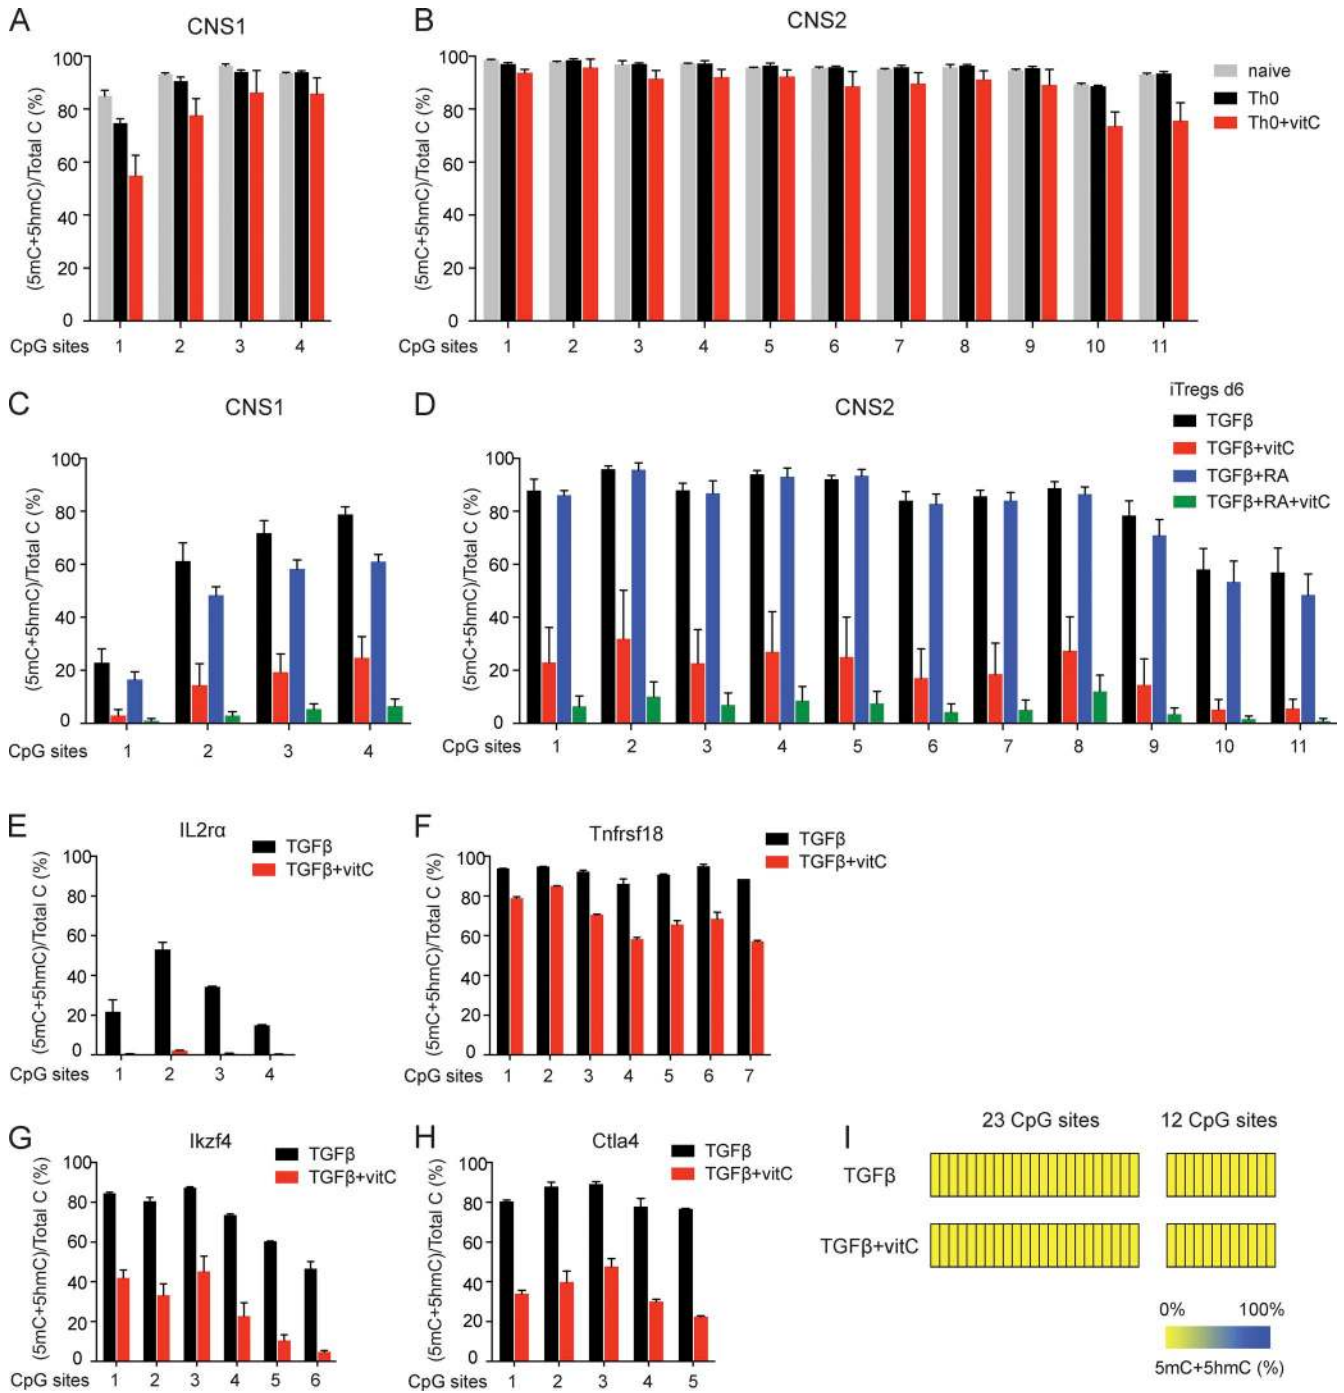 A
CNS1
(5mC+5hmC)/Total C (%)
100
80
60
40
20
0
CpG sites 1 2 3 4
B
CNS2
(5mC+5hmC)/Total C (%)
100
80
60
40
20
0
CpG sites 1 2 3 4 5 6 7 8 9 10 11
naive
Th0
Th0+vitC
C
CNS1
(5mC+5hmC)/Total C (%)
100
80
60
40
20
0
CpG sites 1 2 3 4
D
CNS2
(5mC+5hmC)/Total C (%)
100
80
60
40
20
0
CpG sites 1 2 3 4 5 6 7 8 9 10 11
iTregs d6
TGFβ
TGFβ+vitC
TGFβ+RA
TGFβ+RA+vitC
E
IL2rα
TGFβ
TGFβ+vitC
(5mC+5hmC)/Total C (%)
100
80
60
40
20
0
CpG sites 1 2 3 4
F
Tnfrsf18
TGFβ
TGFβ+vitC
(5mC+5hmC)/Total C (%)
100
80
60
40
20
0
CpG sites 1 2 3 4 5 6 7
G
Ikzf4
TGFβ
TGFβ+vitC
(5mC+5hmC)/Total C (%)
100
80
60
40
20
0
CpG sites 1 2 3 4 5 6
H
Ctla4
TGFβ
TGFβ+vitC
(5mC+5hmC)/Total C (%)
100
80
60
40
20
0
CpG sites 1 2 3 4 5
I
23 CpG sites 12 CpG sites
TGFβ
TGFβ+vitC
0% 100%
5mC+5hmC (%)